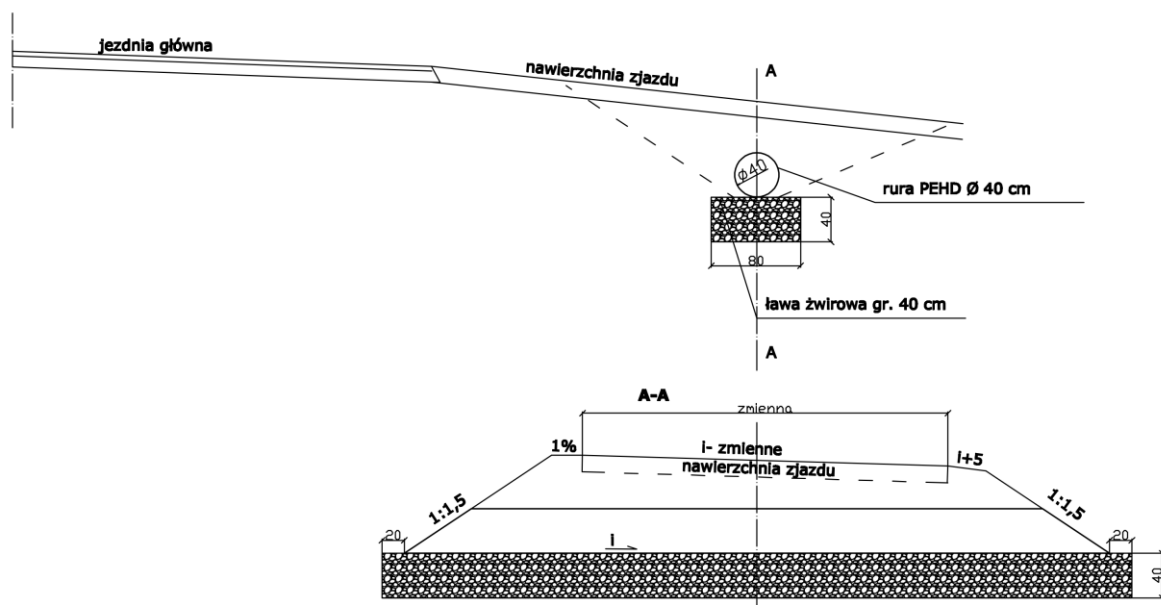 jezdnia główna
nawierzchnia zjazdu
A
ϕ40
rura PEHD Ø 40 cm
40
80
ława żwirowa gr. 40 cm
A
A-A
zmienna
1%
i- zmienne
nawierzchnia zjazdu
i+5
1:1,5
1:1,5
20
i
20
40